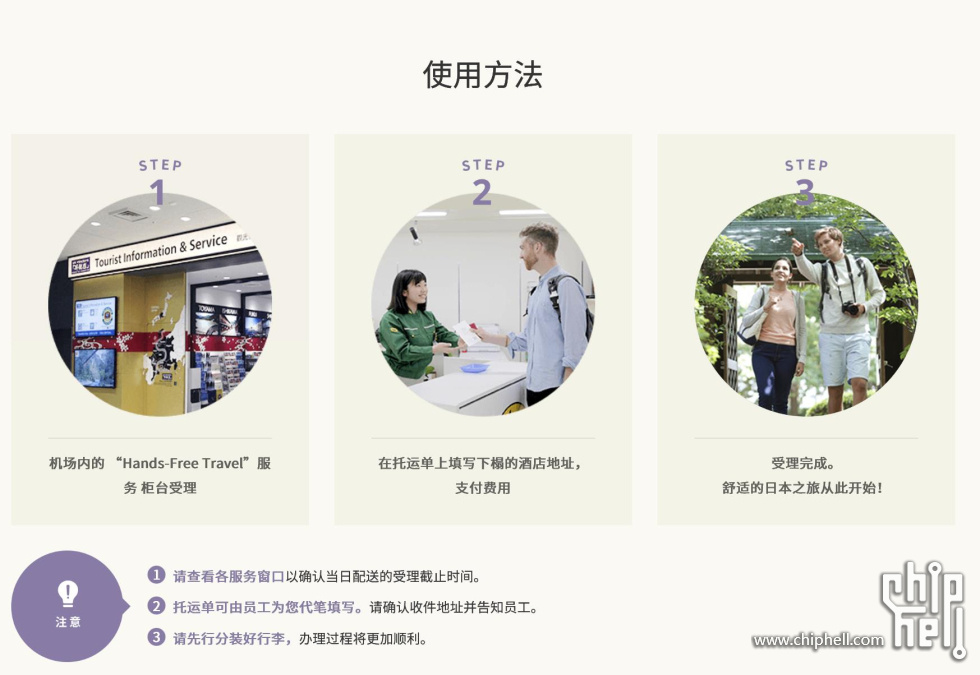 使用方法
STEP
1
STEP
2
STEP
3
Tourist Information & Service
TOYAMA
ISHIKAWA
机场内的 “Hands-Free Travel”服
务 柜台受理
在托运单上填写下榻的酒店地址，
支付费用
受理完成。
舒适的日本之旅从此开始！
注意
1 请查看各服务窗口以确认当日配送的受理截止时间。
2 托运单可由员工为您代笔填写。请确认收件地址并告知员工。
3 请先行分装好行李，办理过程将更加顺利。
www.chiphell.com
chip
hell